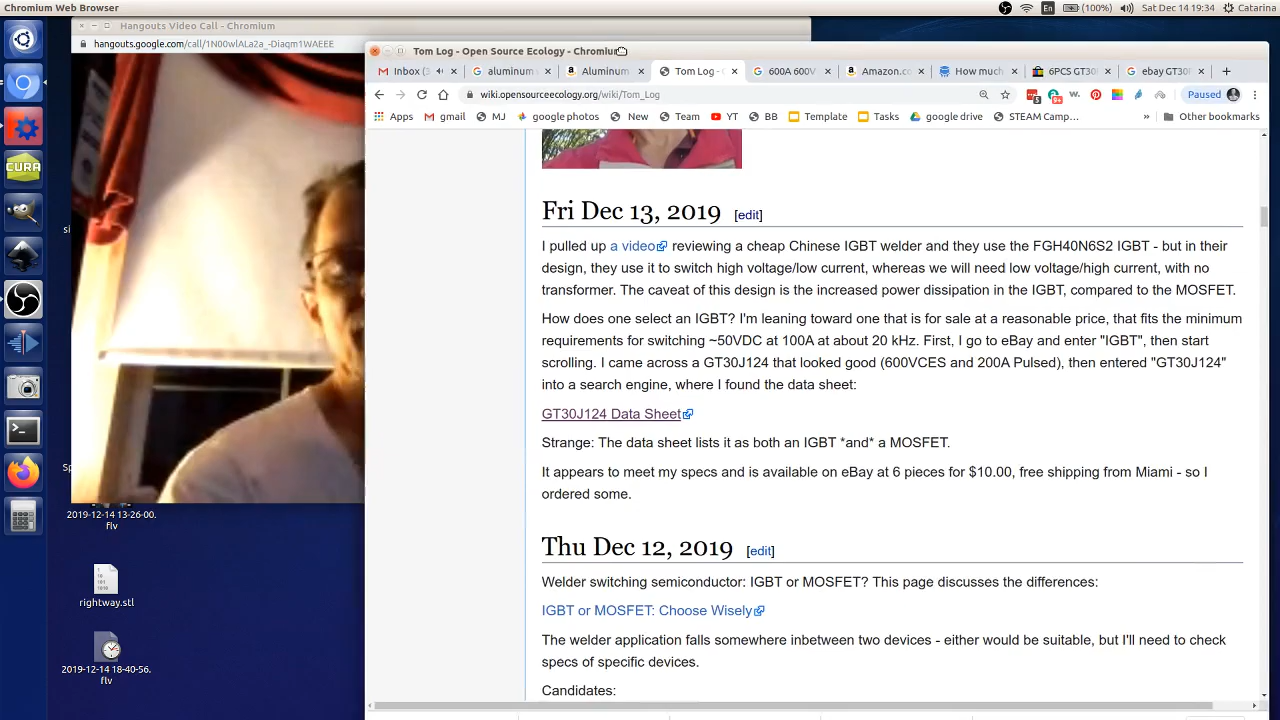 Chromium Web Browser
En
(100%)
Sat Dec 14 19:34
Catarina
Hangouts Video Call - Chromium
hangouts.google.com/call/1N00wlALa2a_-Diaqm1WAEEE
Tom Log - Open Source Ecology - Chromium
Inbox (3
aluminum
Aluminum
Tom Log -
600A 600V
Amazon.co
How much
6PCS GT30
ebay GT30
wiki.opensourceecology.org/wiki/Tom_Log
Paused
Apps
gmail
MJ
google photos
New
Team
YT
BB
Template
Tasks
google drive
STEAM Camp...
»
Other bookmarks
CURA
Fri Dec 13, 2019 [edit]
I pulled up a video reviewing a cheap Chinese IGBT welder and they use the FGH40N6S2 IGBT - but in their
design, they use it to switch high voltage/low current, whereas we will need low voltage/high current, with no
transformer. The caveat of this design is the increased power dissipation in the IGBT, compared to the MOSFET.
How does one select an IGBT? I'm leaning toward one that is for sale at a reasonable price, that fits the minimum
requirements for switching ~50VDC at 100A at about 20 kHz. First, I go to eBay and enter "IGBT", then start
scrolling. I came across a GT30J124 that looked good (600VCES and 200A Pulsed), then entered "GT30J124"
into a search engine, where I found the data sheet:
GT30J124 Data Sheet
Strange: The data sheet lists it as both an IGBT *and* a MOSFET.
It appears to meet my specs and is available on eBay at 6 pieces for $10.00, free shipping from Miami - so I
ordered some.
Thu Dec 12, 2019 [edit]
Welder switching semiconductor: IGBT or MOSFET? This page discusses the differences:
IGBT or MOSFET: Choose Wisely
The welder application falls somewhere inbetween two devices - either would be suitable, but I'll need to check
specs of specific devices.
Candidates:
si
Sp
2019-12-14 13-26-00.
flv
rightway.stl
2019-12-14 18-40-56.
flv